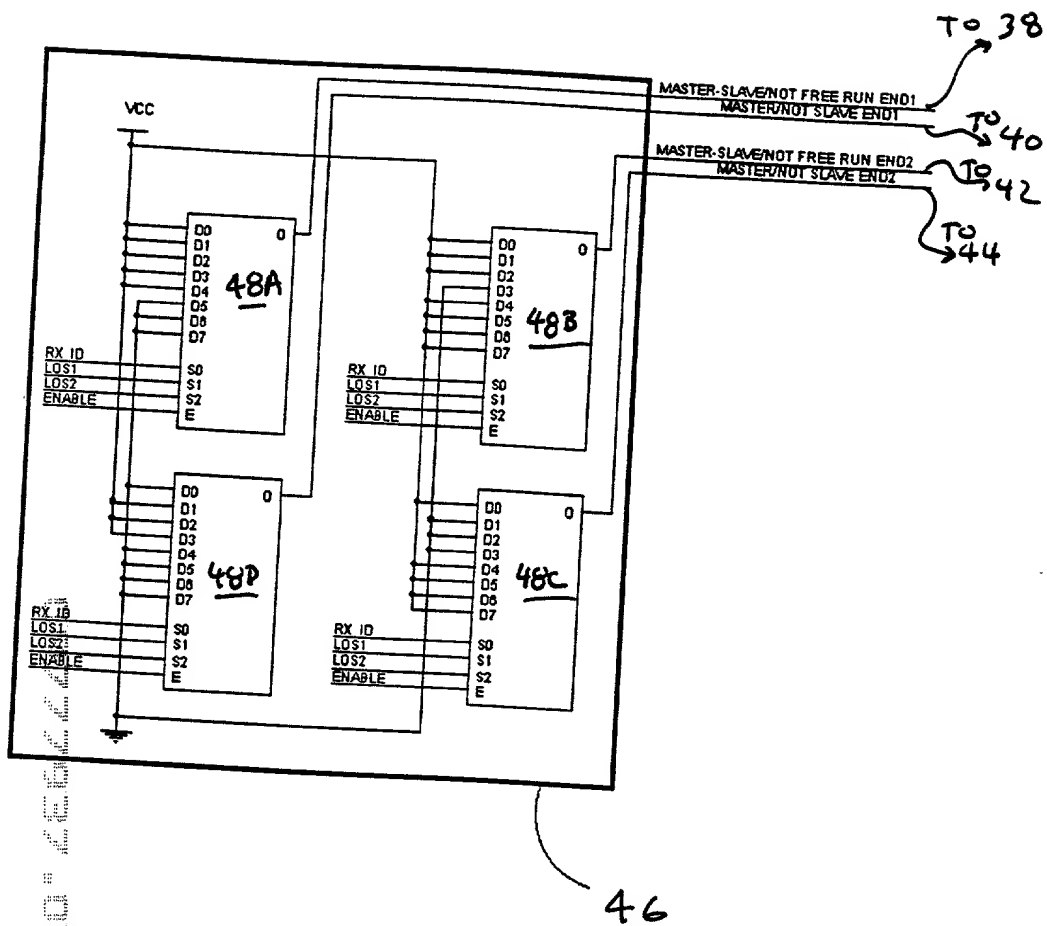 TO 38
MASTER-SLAVE/NOT FREE RUN END1
MASTER/NOT SLAVE END1
TO 40
MASTER-SLAVE/NOT FREE RUN END2
MASTER/NOT SLAVE END2
TO 42
TO 44
VCC
D0 O
D1
D2
D3
D4
D5
D6
D7
48A
RX ID S0
LOS1 S1
LOS2 S2
ENABLE E
D0 O
D1
D2
D3
D4
D5
D6
D7
48B
RX ID S0
LOS1 S1
LOS2 S2
ENABLE E
D0 O
D1
D2
D3
D4
D5
D6
D7
48D
RX ID S0
LOS1 S1
LOS2 S2
ENABLE E
D0 O
D1
D2
D3
D4
D5
D6
D7
48C
RX ID S0
LOS1 S1
LOS2 S2
ENABLE E
46